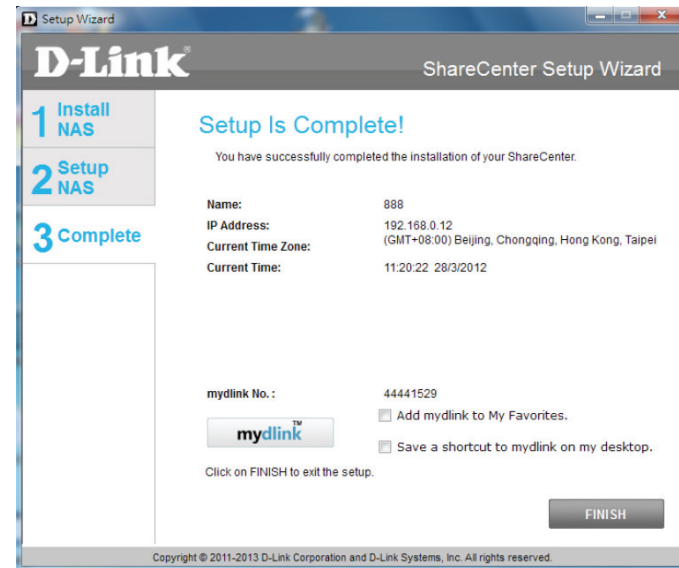 Setup Wizard
D-Link®
ShareCenter Setup Wizard
1 Install NAS
2 Setup NAS
3 Complete
Setup Is Complete!
You have successfully completed the installation of your ShareCenter.
Name: 888
IP Address: 192.168.0.12
Current Time Zone: (GMT+08:00) Beijing, Chongqing, Hong Kong, Taipei
Current Time: 11:20:22 28/3/2012
mydlink No. : 44441529
mydlink™
Add mydlink to My Favorites.
Save a shortcut to mydlink on my desktop.
Click on FINISH to exit the setup.
FINISH
Copyright © 2011-2013 D-Link Corporation and D-Link Systems, Inc. All rights reserved.